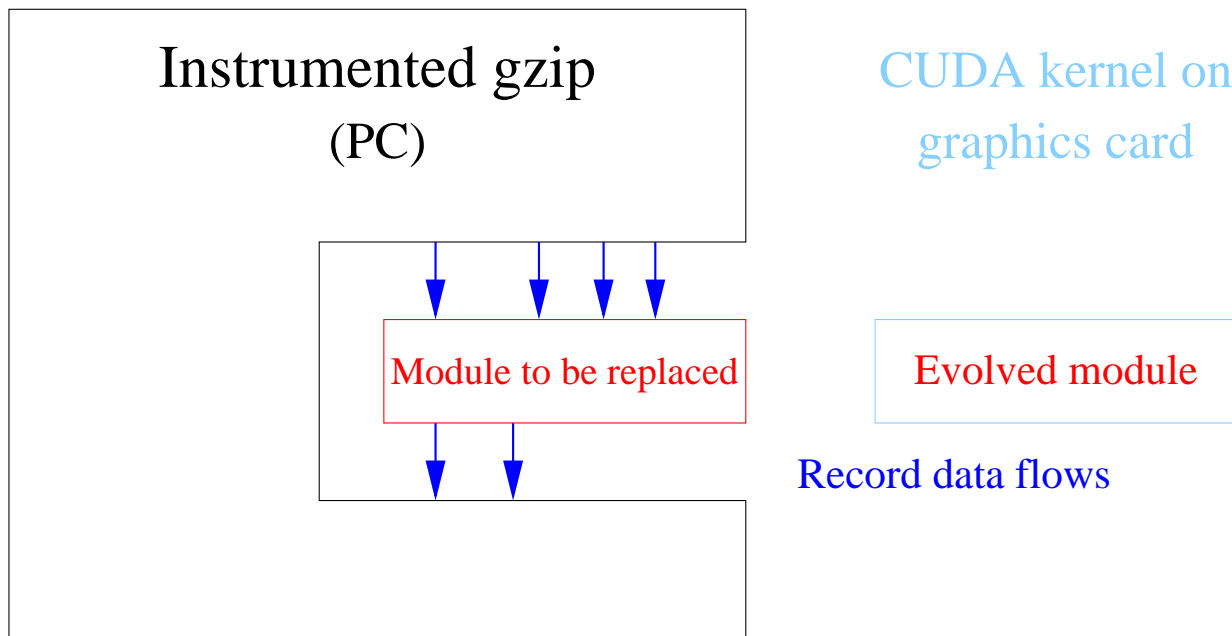 Instrumented gzip
(PC)
CUDA kernel on
graphics card
Module to be replaced
Evolved module
Record data flows